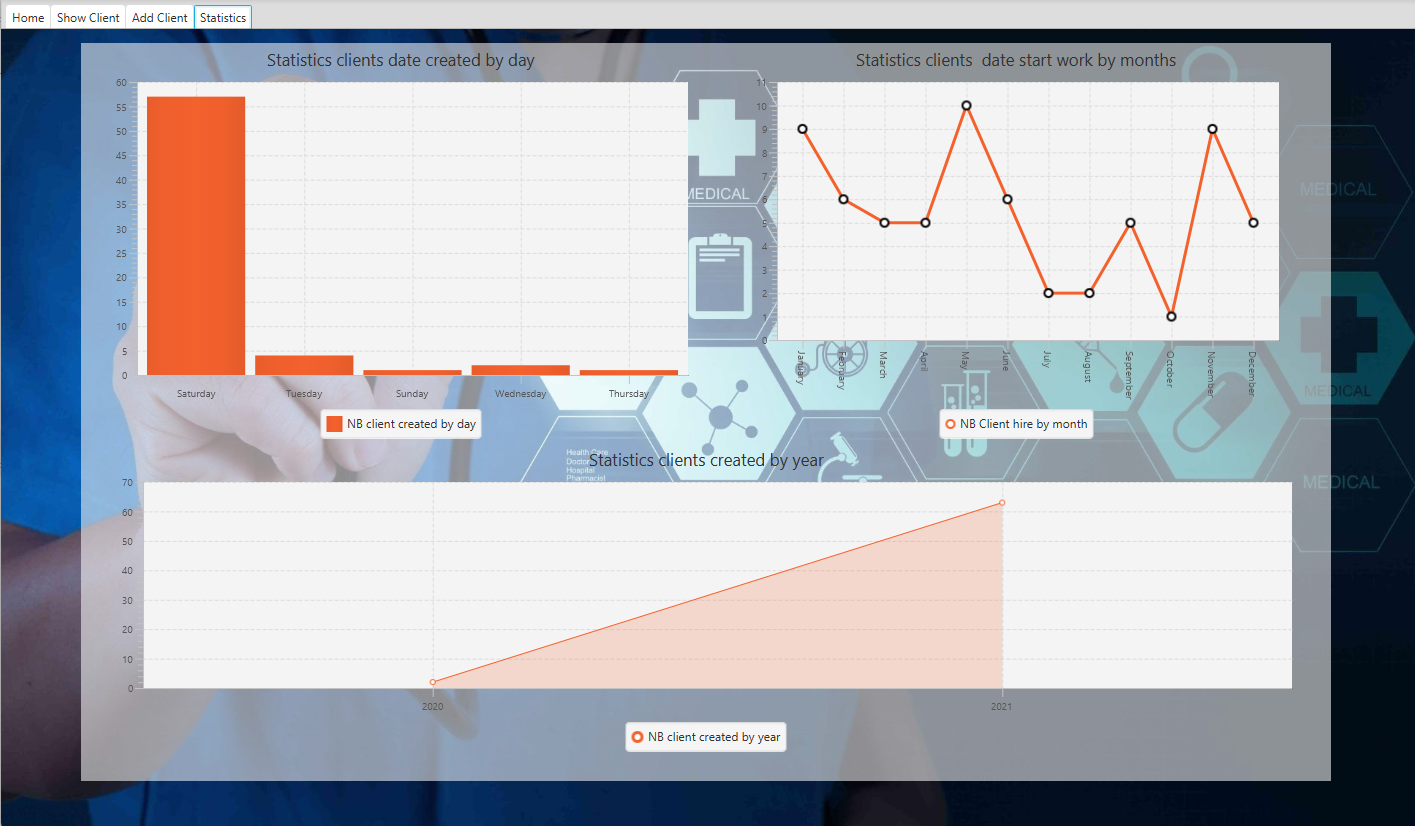 Home Show Client Add Client Statistics
Statistics clients date created by day
60
55
50
45
40
35
30
25
20
15
10
5
0
Saturday Tuesday Sunday Wednesday Thursday
NB client created by day
Statistics clients  date start work by months
11
10
9
8
7
6
5
4
3
2
1
0
January February March April May June July August September October November December
NB Client hire by month
MEDICAL
MEDICAL
MEDICAL
MEDICAL
Health Care
Doctor
Hospital
Pharmacist
Statistics clients created by year
70
60
50
40
30
20
10
0
2020 2021
NB client created by year